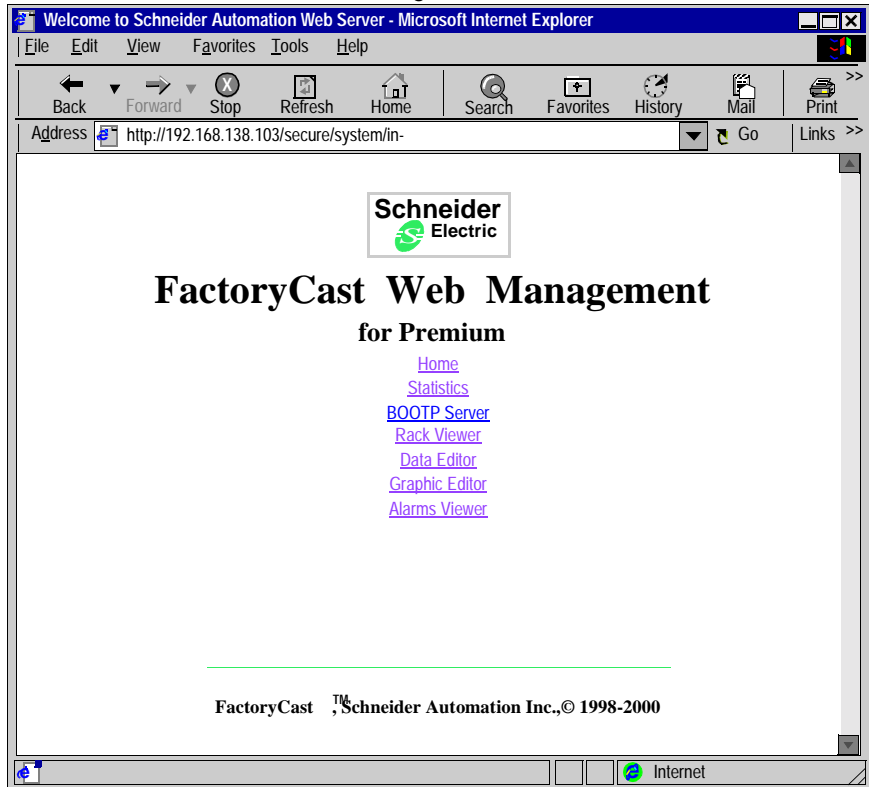 Welcome to Schneider Automation Web Server - Microsoft Internet Explorer
File Edit View Favorites Tools Help
Back Forward Stop Refresh Home Search Favorites History Mail Print >>
Address http://192.168.138.103/secure/system/in- Go Links >>
Schneider
Electric
FactoryCast Web Management
for Premium
Home
Statistics
BOOTP Server
Rack Viewer
Data Editor
Graphic Editor
Alarms Viewer
FactoryCast ™, Schneider Automation Inc.,© 1998-2000
Internet